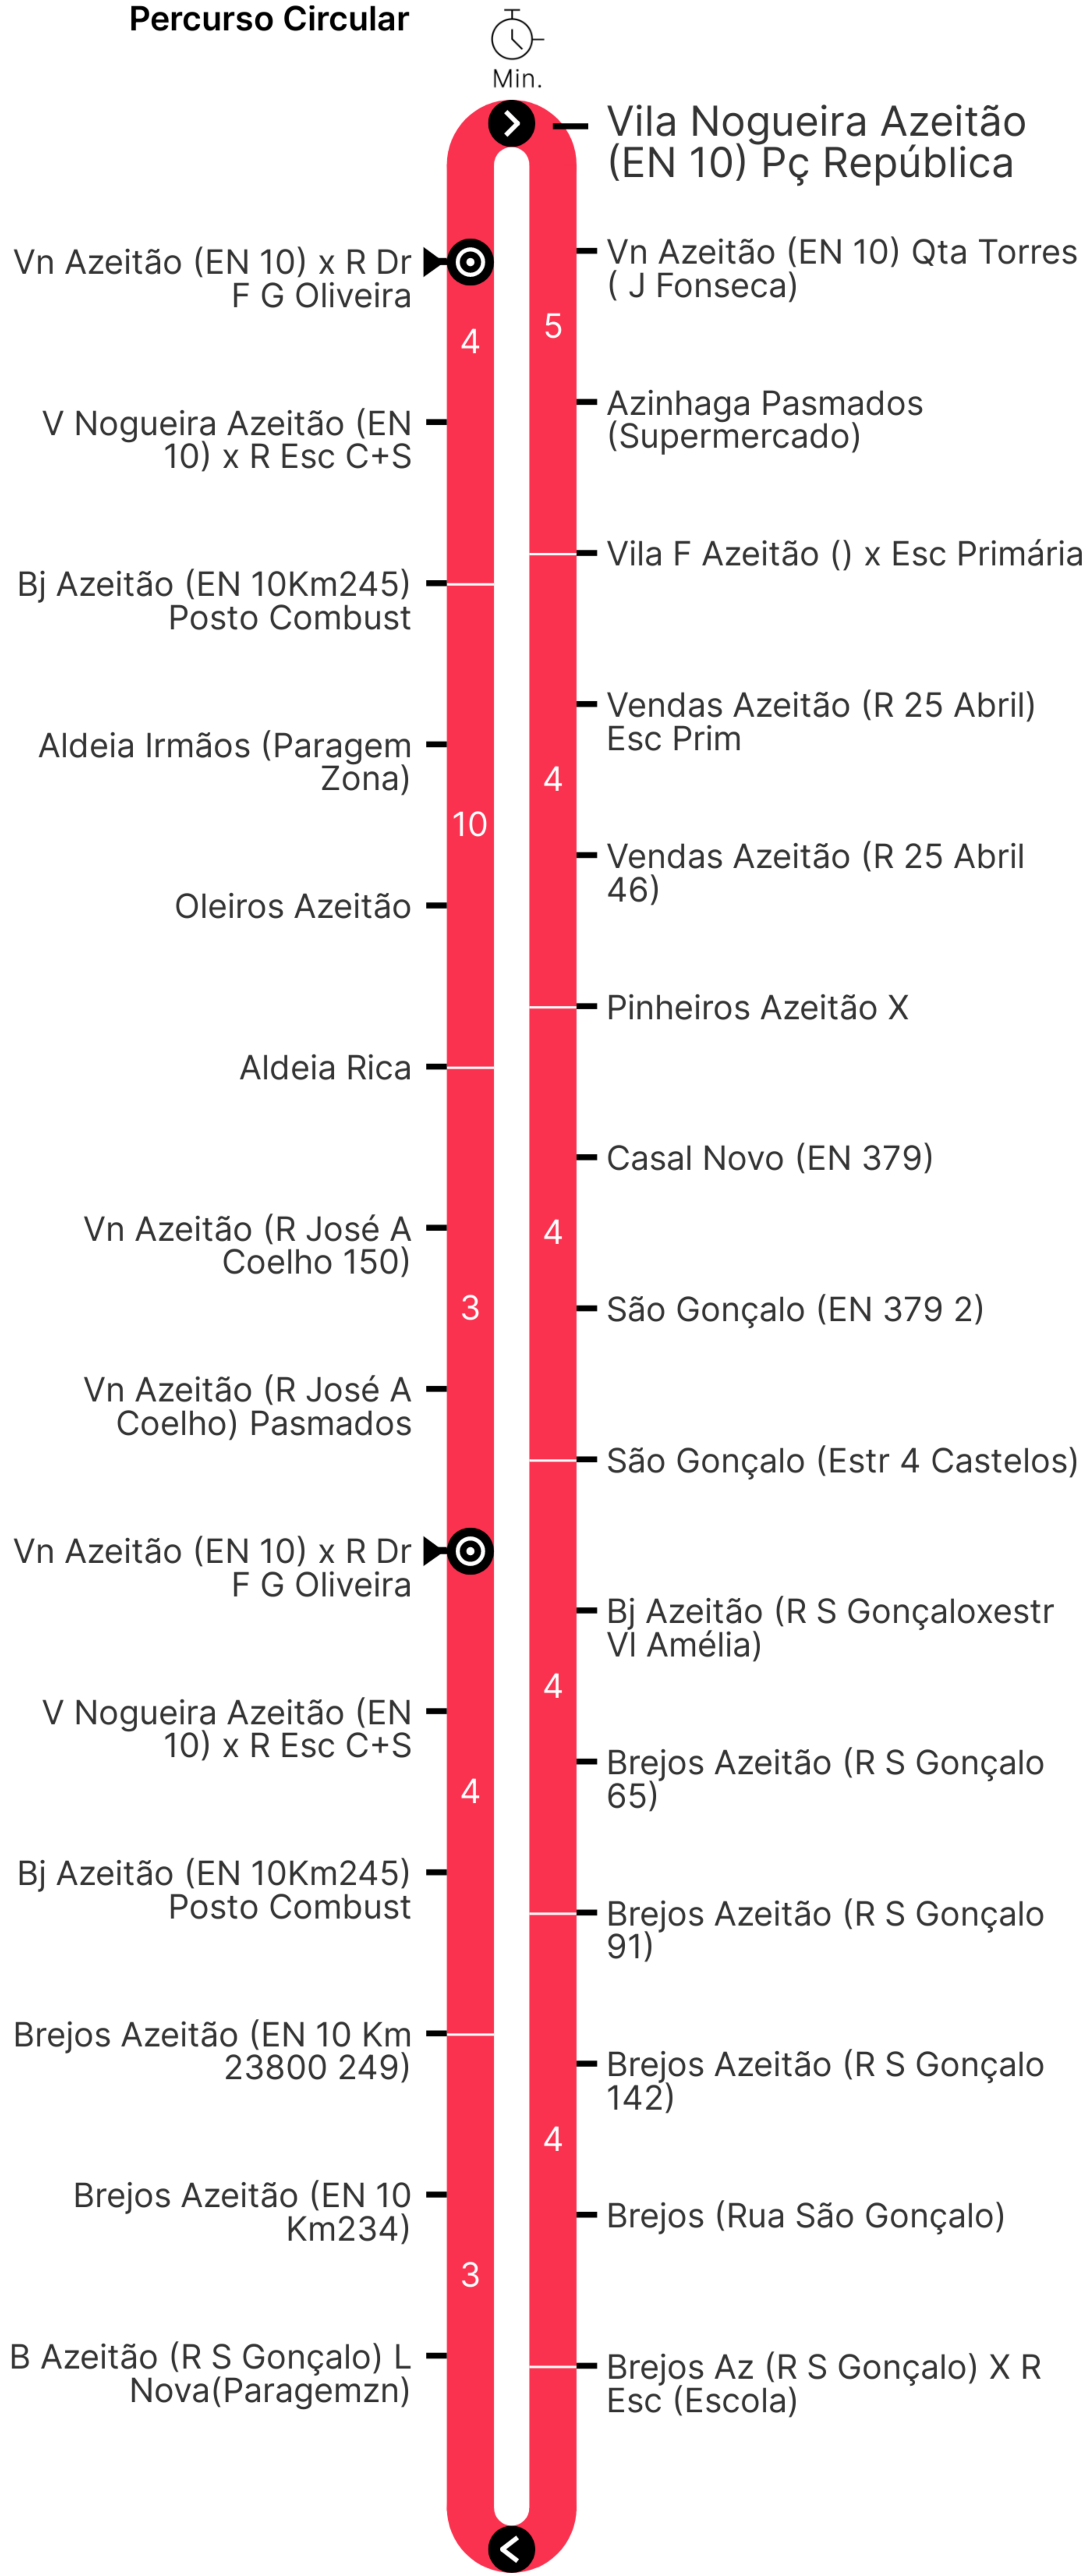 Percurso Circular
Min.
Vila Nogueira Azeitão
(EN 10) Pç República
Vn Azeitão (EN 10) Qta Torres
( J Fonseca)
5
Azinhaga Pasmados
(Supermercado)
Vila F Azeitão () x Esc Primária
Vendas Azeitão (R 25 Abril)
Esc Prim
4
Vendas Azeitão (R 25 Abril
46)
Pinheiros Azeitão X
Casal Novo (EN 379)
4
São Gonçalo (EN 379 2)
São Gonçalo (Estr 4 Castelos)
Bj Azeitão (R S Gonçaloxestr
Vl Amélia)
4
Brejos Azeitão (R S Gonçalo
65)
Brejos Azeitão (R S Gonçalo
91)
Brejos Azeitão (R S Gonçalo
142)
4
Brejos (Rua São Gonçalo)
Brejos Az (R S Gonçalo) X R
Esc (Escola)
Vn Azeitão (EN 10) x R Dr
F G Oliveira
4
V Nogueira Azeitão (EN
10) x R Esc C+S
Bj Azeitão (EN 10Km245)
Posto Combust
Aldeia Irmãos (Paragem
Zona)
10
Oleiros Azeitão
Aldeia Rica
Vn Azeitão (R José A
Coelho 150)
3
Vn Azeitão (R José A
Coelho) Pasmados
Vn Azeitão (EN 10) x R Dr
F G Oliveira
V Nogueira Azeitão (EN
10) x R Esc C+S
4
Bj Azeitão (EN 10Km245)
Posto Combust
Brejos Azeitão (EN 10 Km
23800 249)
Brejos Azeitão (EN 10
Km234)
3
B Azeitão (R S Gonçalo) L
Nova(Paragemzn)